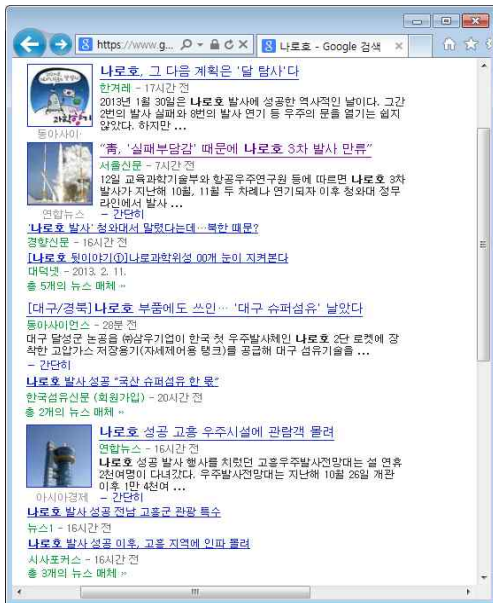 https://www.g...
나로호 - Google 검색
나로호, 그 다음 계획은 '달 탐사'다
한겨레 - 17시간 전
2013년 1월 30일은 나로호 발사에 성공한 역사적인 날이다. 그간
2번의 발사 실패와 8번의 발사 연기 등 우주의 문을 열기는 쉽지
않았다. 하지만 ...
동아사이·
“靑, '실패부담감' 때문에 나로호 3차 발사 만류”
서울신문 - 7시간 전
12일 교육과학기술부와 항공우주연구원 등에 따르면 나로호 3차
발사가 지난해 10월, 11월 두 차례나 연기되자 이후 청와대 정무
라인에서 발사 ...
연합뉴스
– 간단히
'나로호 발사' 청와대서 말렸다는데…북한 때문?
경향신문 - 16시간 전
[나로호 뒷이야기①]나로과학위성 00개 눈이 지켜본다
대덕넷 - 2013. 2. 11.
총 5개의 뉴스 매체 »
[대구/경북]나로호 부품에도 쓰인… '대구 슈퍼섬유' 날았다
동아사이언스 - 28분 전
대구 달성군 논공읍 ㈜삼우기업이 한국 첫 우주발사체인 나로호 2단 로켓에 장
착한 고압가스 저장용기(자세제어용 탱크)를 공급해 대구 섬유기술을 ...
– 간단히
나로호 발사 성공 “국산 슈퍼섬유 한 몫”
한국섬유신문 (회원가입) - 20시간 전
총 2개의 뉴스 매체 »
나로호 성공 고흥 우주시설에 관람객 몰려
연합뉴스 - 16시간 전
나로호 성공 발사 행사를 치렀던 고흥우주발사전망대는 설 연휴
2천여명이 다녀갔다. 우주발사전망대는 지난해 10월 26일 개관
이후 1만 4천여 ...
아시아경제
– 간단히
나로호 발사 성공 전남 고흥군 관광 특수
뉴스1 - 16시간 전
나로호 발사 성공 이후, 고흥 지역에 인파 몰려
시사포커스 - 16시간 전
총 3개의 뉴스 매체 »